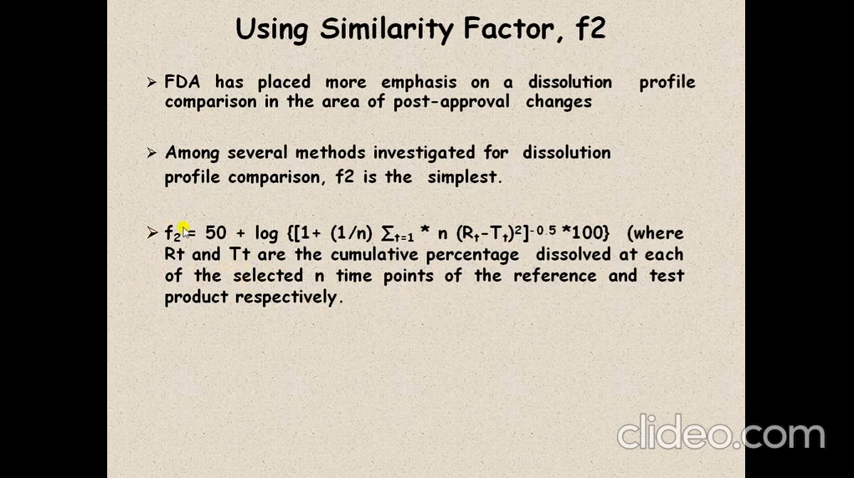 Using Similarity Factor, f2
➢ FDA has placed more emphasis on a dissolution profile
comparison in the area of post-approval changes
➢ Among several methods investigated for dissolution
profile comparison, f2 is the simplest.
➢ f₂ = 50 + log {[1+ (1/n) ∑ₜ₌₁ * n (Rₜ-Tₜ)²]⁻⁰·⁵ *100} (where
Rt and Tt are the cumulative percentage dissolved at each
of the selected n time points of the reference and test
product respectively.
clideo.com